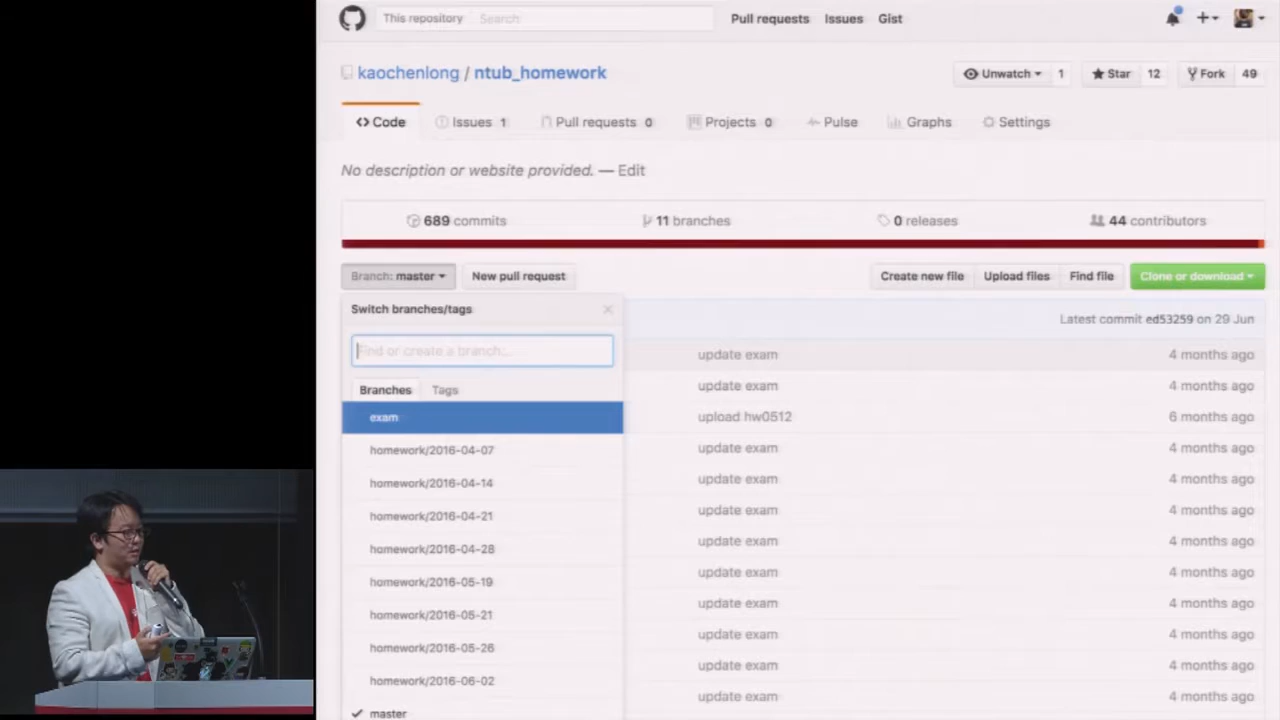 This repository Search Pull requests Issues Gist
kaochenlong / ntub_homework Unwatch 1 Star 12 Fork 49
Code Issues 1 Pull requests 0 Projects 0 Pulse Graphs Settings
No description or website provided. — Edit
689 commits 11 branches 0 releases 44 contributors
Branch: master New pull request Create new file Upload files Find file Clone or download
Switch branches/tags
Latest commit ed53259 on 29 Jun
Find or create a branch...
update exam 4 months ago
Branches Tags
update exam 4 months ago
exam
upload hw0512 6 months ago
homework/2016-04-07
update exam 4 months ago
homework/2016-04-14
update exam 4 months ago
homework/2016-04-21
update exam 4 months ago
homework/2016-04-28
update exam 4 months ago
homework/2016-05-19
update exam 4 months ago
homework/2016-05-21
update exam 4 months ago
homework/2016-05-26
update exam 4 months ago
homework/2016-06-02
update exam 4 months ago
master
update exam 4 months ago